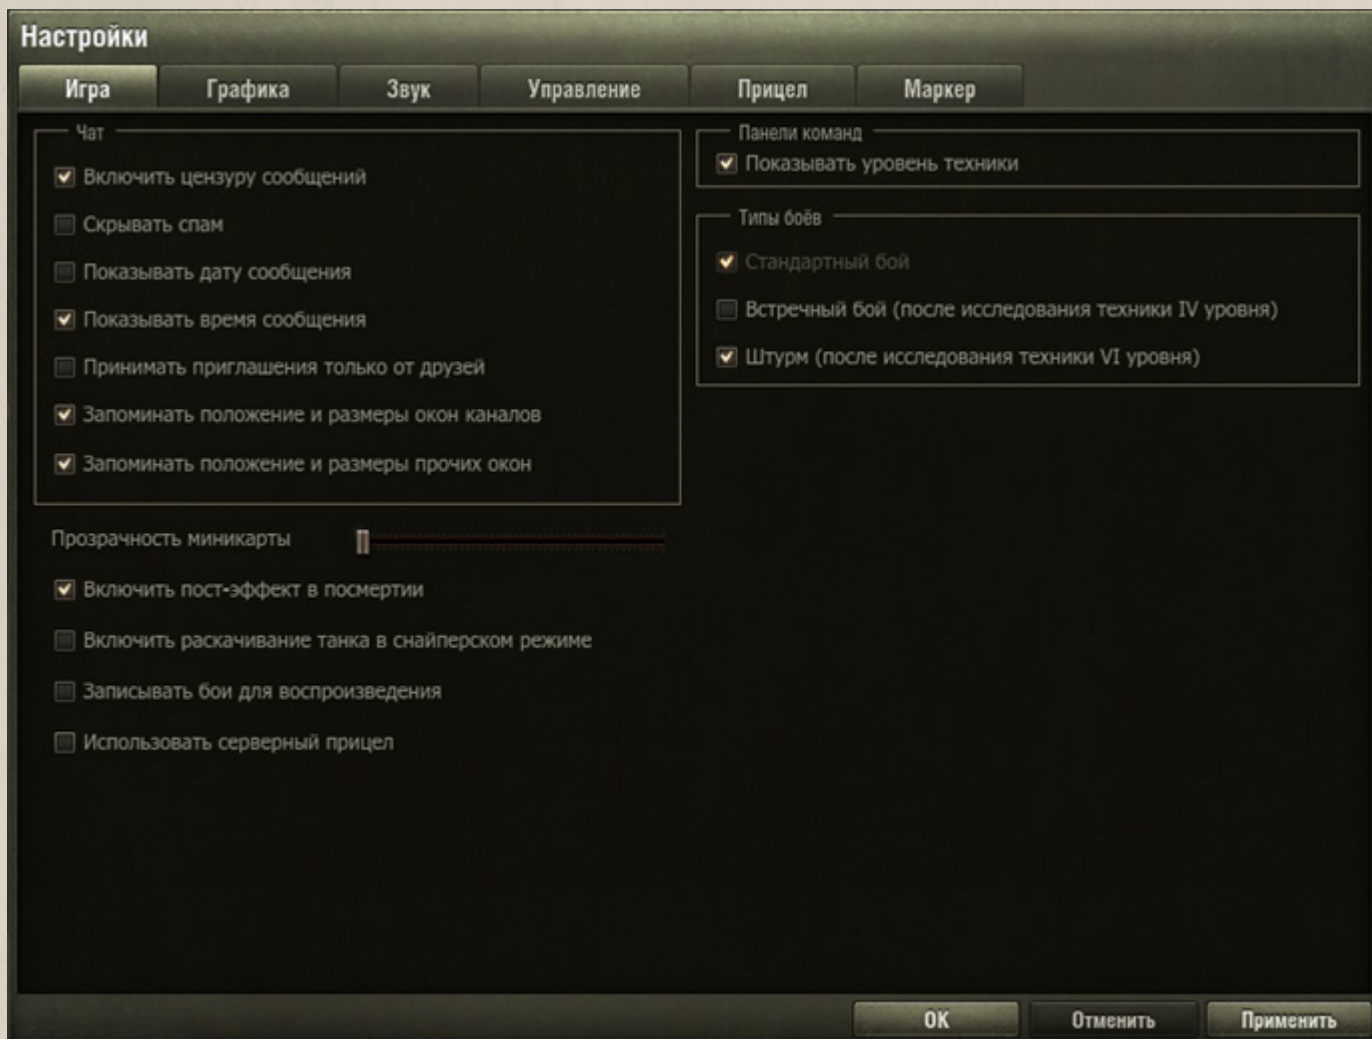 Настройки
Игра Графика Звук Управление Прицел Маркер
Чат
Включить цензуру сообщений
Скрывать спам
Показывать дату сообщения
Показывать время сообщения
Принимать приглашения только от друзей
Запоминать положение и размеры окон каналов
Запоминать положение и размеры прочих окон
Прозрачность миникарты
Включить пост-эффект в посмертии
Включить раскачивание танка в снайперском режиме
Записывать бои для воспроизведения
Использовать серверный прицел
Панели команд
Показывать уровень техники
Типы боёв
Стандартный бой
Встречный бой (после исследования техники IV уровня)
Штурм (после исследования техники VI уровня)
ОК Отменить Применить